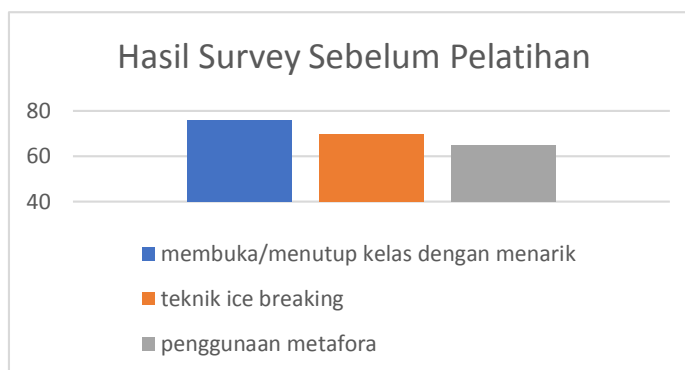 Hasil Survey Sebelum Pelatihan
80
60
40
membuka/menutup kelas dengan menarik
teknik ice breaking
penggunaan metafora